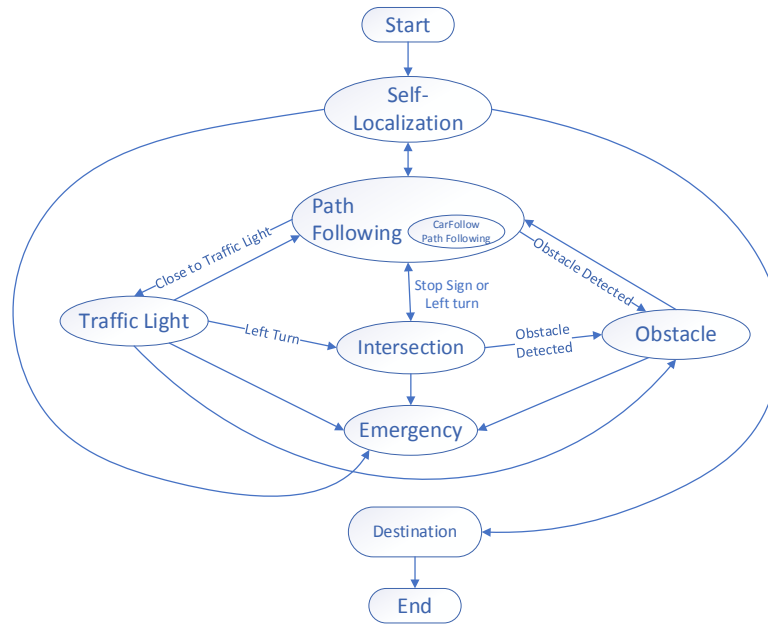 Start
Self-
Localization
Path
Following
CarFollow
Path Following
Close to Traffic Light
Obstacle Detected
Stop Sign or
Left turn
Traffic Light
Left Turn
Intersection
Obstacle
Detected
Obstacle
Emergency
Destination
End